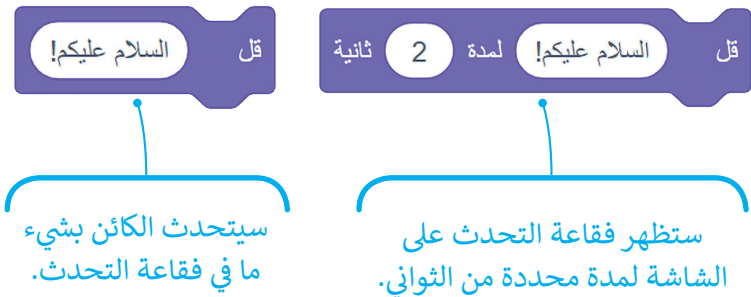 قل السلام عليكم! لمدة 2 ثانية
قل السلام عليكم!
ستظهر فقاعة التحدث على
الشاشة لمدة محددة من الثواني.
سيتحدث الكائن بشيء
ما في فقاعة التحدث.